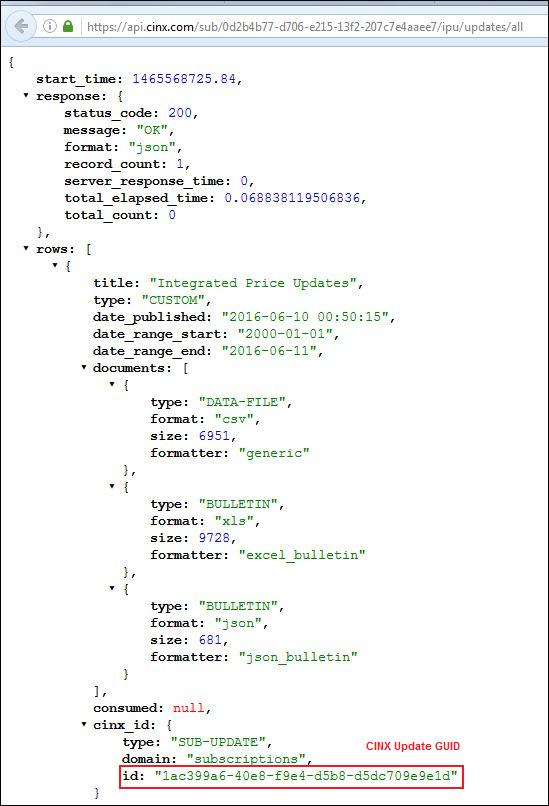 https://api.cinx.com/sub/0d2b4b77-d706-e215-13f2-207c7e4aaee7/ipu/updates/all
{
start_time: 1465568725.84,
response: {
status_code: 200,
message: "OK",
format: "json",
record_count: 1,
server_response_time: 0,
total_elapsed_time: 0.068838119506836,
total_count: 0
},
rows: [
{
title: "Integrated Price Updates",
type: "CUSTOM",
date_published: "2016-06-10 00:50:15",
date_range_start: "2000-01-01",
date_range_end: "2016-06-11",
documents: [
{
type: "DATA-FILE",
format: "csv",
size: 6951,
formatter: "generic"
},
{
type: "BULLETIN",
format: "xls",
size: 9728,
formatter: "excel_bulletin"
},
{
type: "BULLETIN",
format: "json",
size: 681,
formatter: "json_bulletin"
}
],
consumed: null,
cinx_id: {
type: "SUB-UPDATE",
CINX Update GUID
domain: "subscriptions",
id: "1ac399a6-40e8-f9e4-d5b8-d5dc709e9e1d"
}